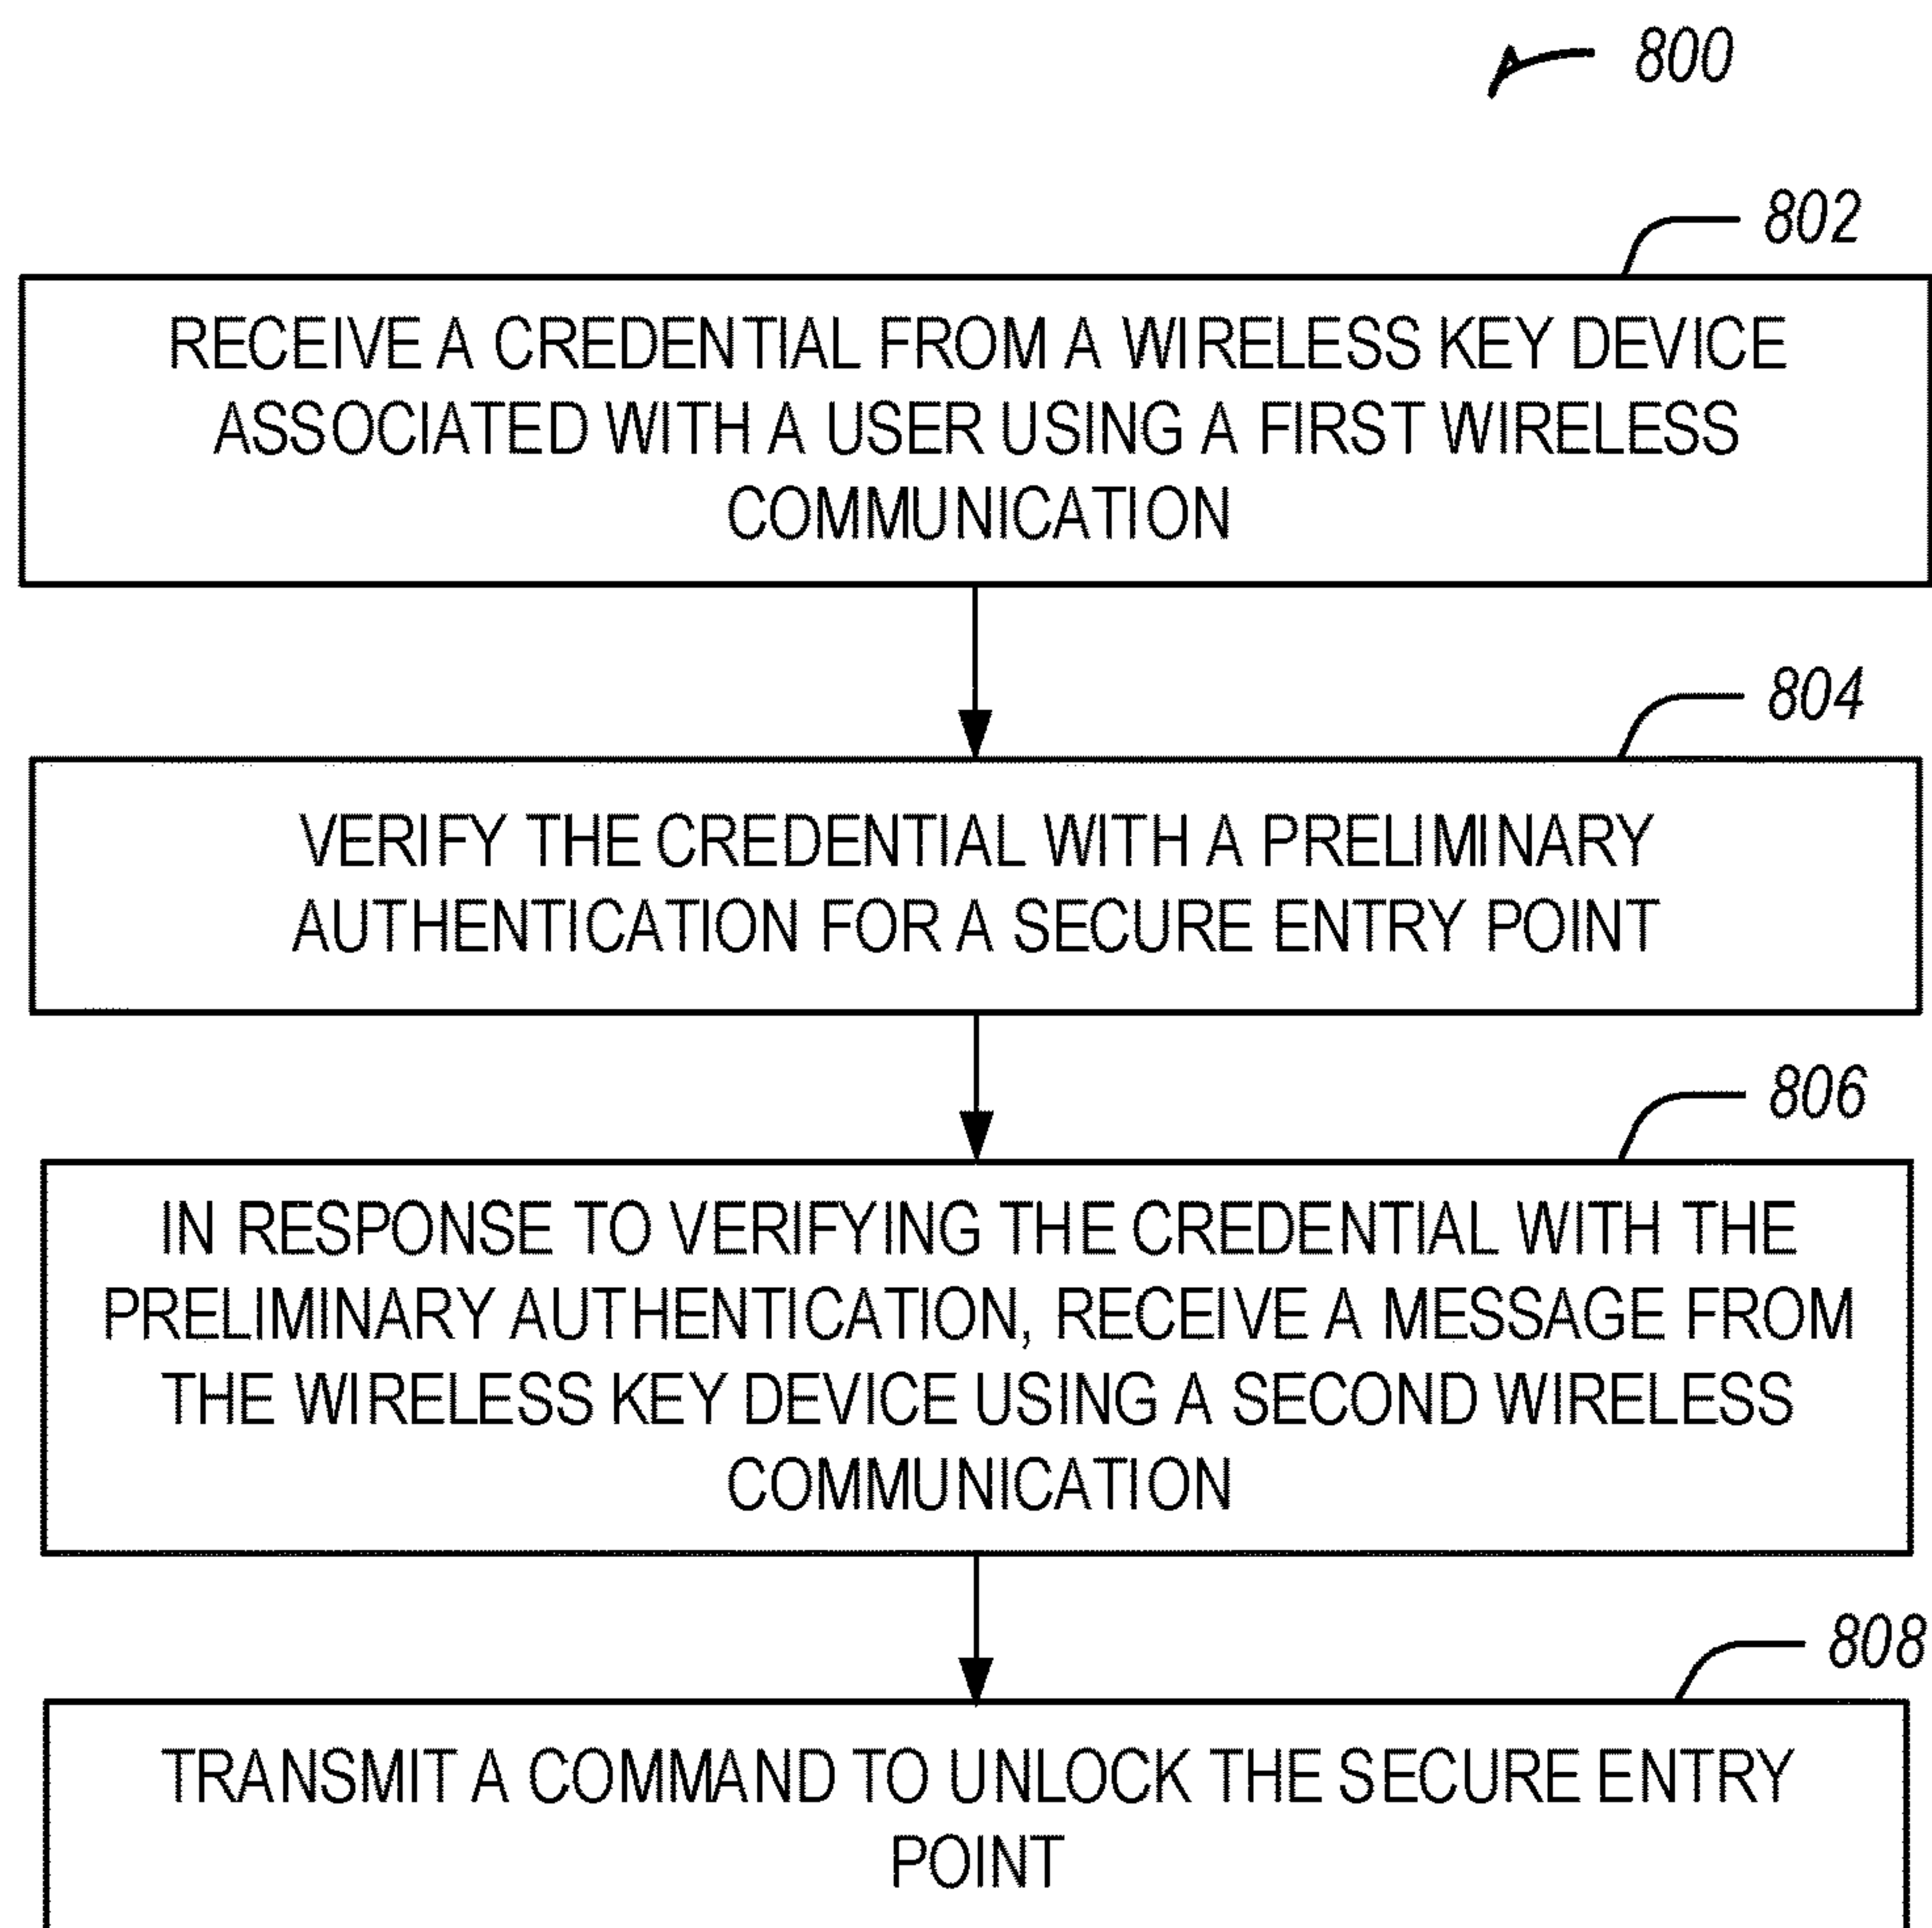 800
802
RECEIVE A CREDENTIAL FROM A WIRELESS KEY DEVICE
ASSOCIATED WITH A USER USING A FIRST WIRELESS
COMMUNICATION
804
VERIFY THE CREDENTIAL WITH A PRELIMINARY
AUTHENTICATION FOR A SECURE ENTRY POINT
806
IN RESPONSE TO VERIFYING THE CREDENTIAL WITH THE
PRELIMINARY AUTHENTICATION, RECEIVE A MESSAGE FROM
THE WIRELESS KEY DEVICE USING A SECOND WIRELESS
COMMUNICATION
808
TRANSMIT A COMMAND TO UNLOCK THE SECURE ENTRY
POINT